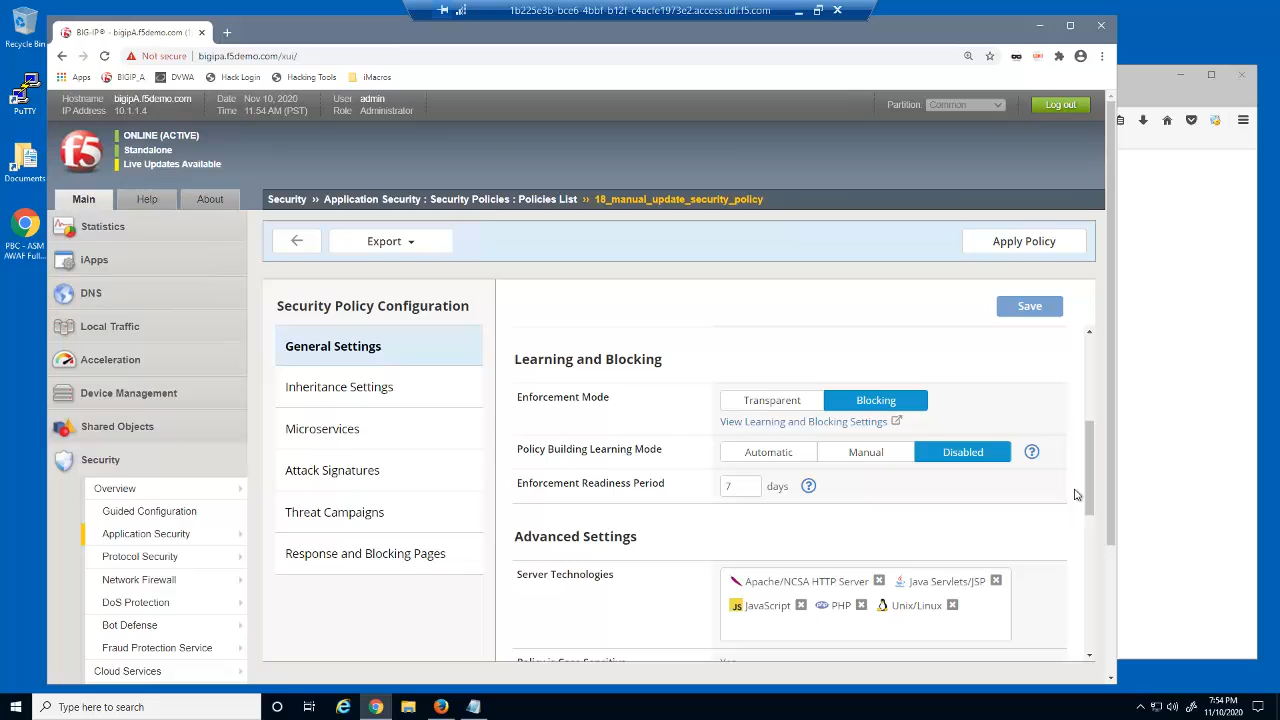 1b225e3b-bce6-4bbf-b12f-c4acfe1973e2.access.udf.f5.com
Recycle Bin
BIG-IP® - bigipA.f5demo.com (1
Not secure | bigipa.f5demo.com/xui/
Apps BIGIP_A DVWA Hack Login Hacking Tools iMacros
Hostname bigipA.f5demo.com Date Nov 10, 2020 User admin
IP Address 10.1.1.4 Time 11:54 AM (PST) Role Administrator
Partition: Common
Log out
PuTTY
f5
ONLINE (ACTIVE)
Standalone
Live Updates Available
Documents
Main Help About
Security ›› Application Security : Security Policies : Policies List ›› 18_manual_update_security_policy
PBC - ASM
AWAF Full...
Statistics
iApps
DNS
Local Traffic
Acceleration
Device Management
Shared Objects
Security
Overview
Guided Configuration
Application Security
Protocol Security
Network Firewall
DoS Protection
Bot Defense
Fraud Protection Service
Cloud Services
Export
Apply Policy
Security Policy Configuration
General Settings
Inheritance Settings
Microservices
Attack Signatures
Threat Campaigns
Response and Blocking Pages
Save
Learning and Blocking
Enforcement Mode Transparent Blocking
View Learning and Blocking Settings
Policy Building Learning Mode Automatic Manual Disabled ?
Enforcement Readiness Period 7 days ?
Advanced Settings
Server Technologies Apache/NCSA HTTP Server Java Servlets/JSP
JS JavaScript php PHP Unix/Linux
Type here to search
7:54 PM
11/10/2020